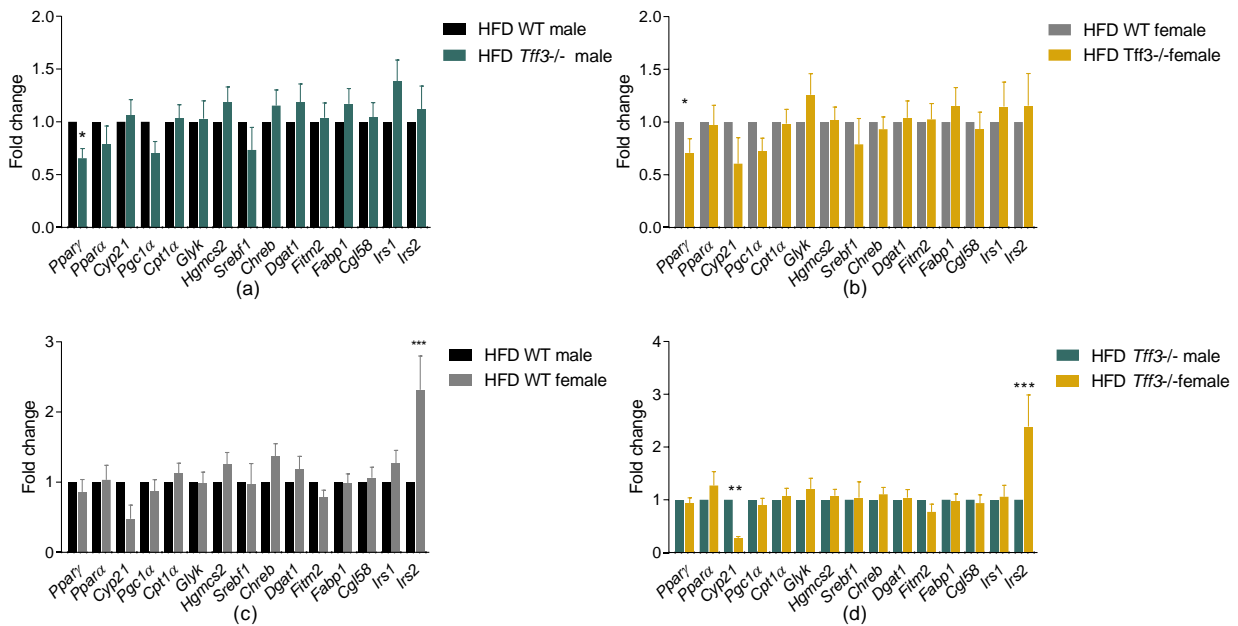 2.0
1.5
1.0
0.5
0.0
Fold change
HFD WT male
HFD Tff3-/- male
*
Pparγ
Pparα
Cyp21
Pgc1α
Cpt1α
Glyk
Hgmcs2
Srebf1
Chreb
Dgat1
Fitm2
Fabp1
Cgl58
Irs1
Irs2
(a)
2.0
1.5
1.0
0.5
0.0
Fold change
HFD WT female
HFD Tff3-/-female
*
Pparγ
Pparα
Cyp21
Pgc1α
Cpt1α
Glyk
Hgmcs2
Srebf1
Chreb
Dgat1
Fitm2
Fabp1
Cgl58
Irs1
Irs2
(b)
3
2
1
0
Fold change
HFD WT male
HFD WT female
***
Pparγ
Pparα
Cyp21
Pgc1α
Cpt1α
Glyk
Hgmcs2
Srebf1
Chreb
Dgat1
Fitm2
Fabp1
Cgl58
Irs1
Irs2
(c)
4
3
2
1
0
Fold change
HFD Tff3-/- male
HFD Tff3-/-female
**
***
Pparγ
Pparα
Cyp21
Pgc1α
Cpt1α
Glyk
Hgmcs2
Srebf1
Chreb
Dgat1
Fitm2
Fabp1
Cgl58
Irs1
Irs2
(d)